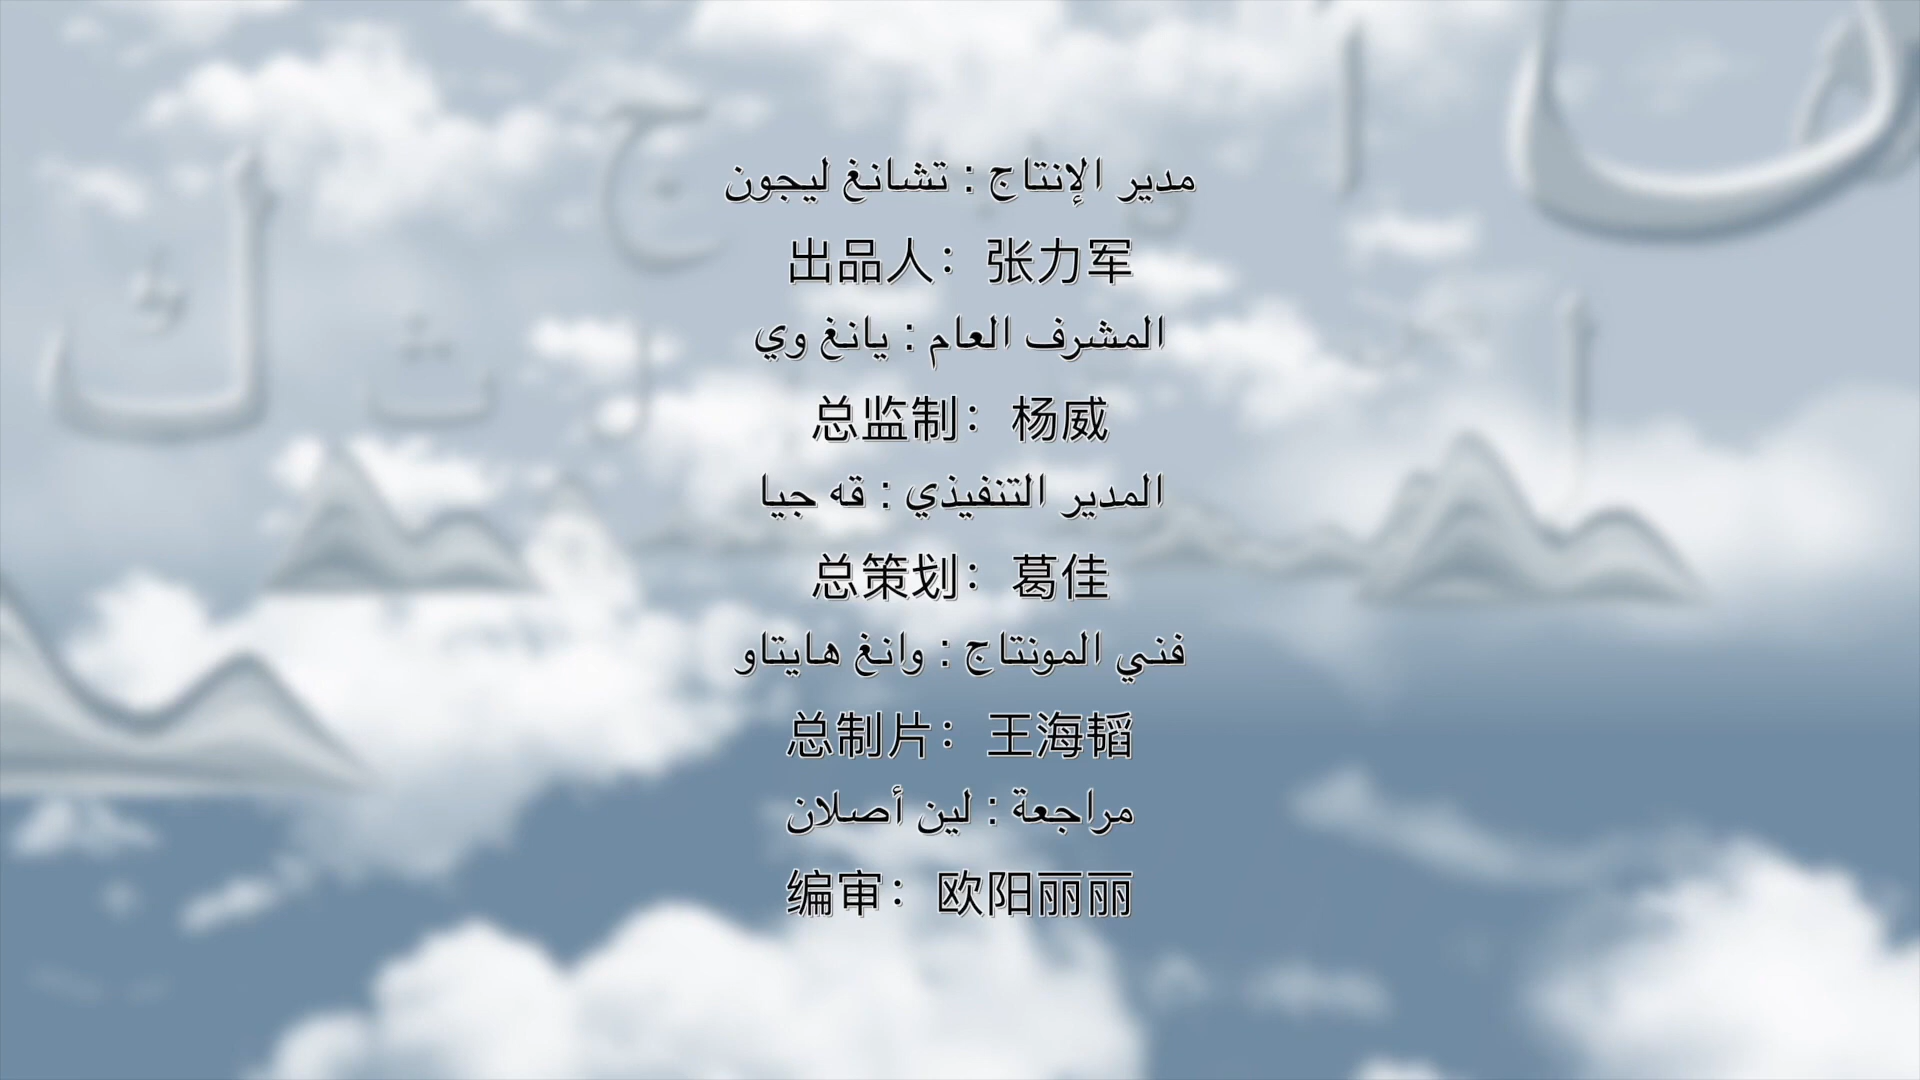 مدير الإنتاج : تشانغ ليجون
出品人：张力军
المشرف العام : يانغ وي
总监制：杨威
المدير التنفيذي : قه جيا
总策划：葛佳
فني المونتاج : وانغ هايتاو
总制片：王海韬
مراجعة : لين أصلان
编审：欧阳丽丽